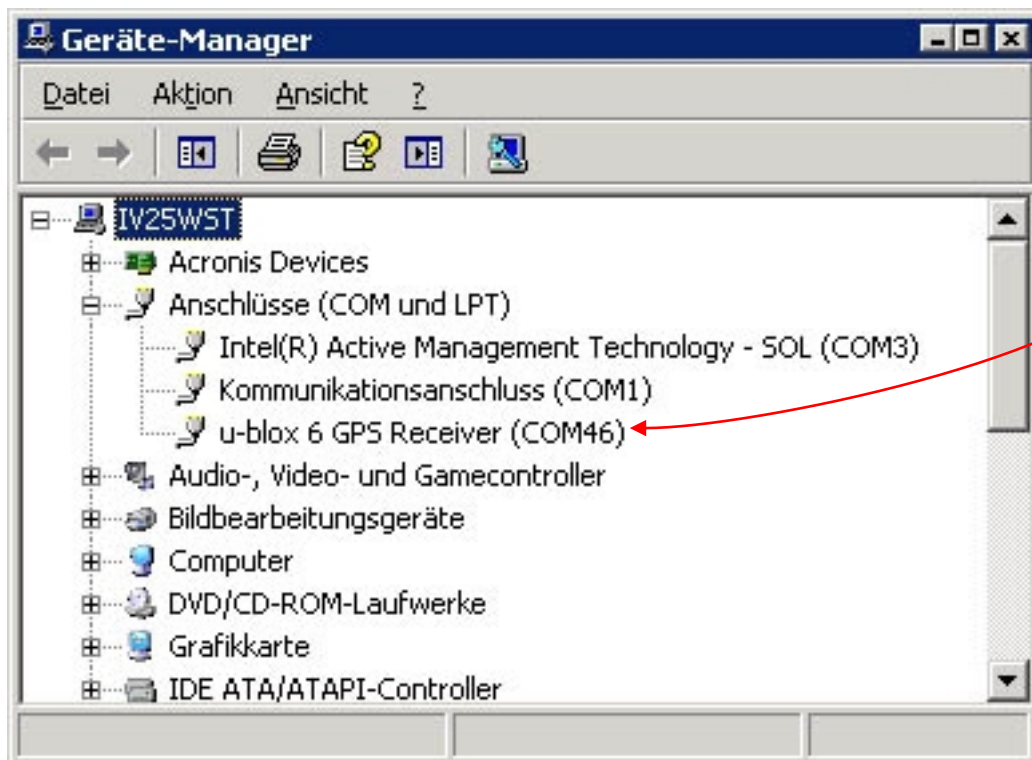 Geräte-Manager
Datei Aktion Ansicht ?
IV25WST
Acronis Devices
Anschlüsse (COM und LPT)
Intel(R) Active Management Technology - SOL (COM3)
Kommunikationsanschluss (COM1)
u-blox 6 GPS Receiver (COM46)
Audio-, Video- und Gamecontroller
Bildbearbeitungsgeräte
Computer
DVD/CD-ROM-Laufwerke
Grafikkarte
IDE ATA/ATAPI-Controller